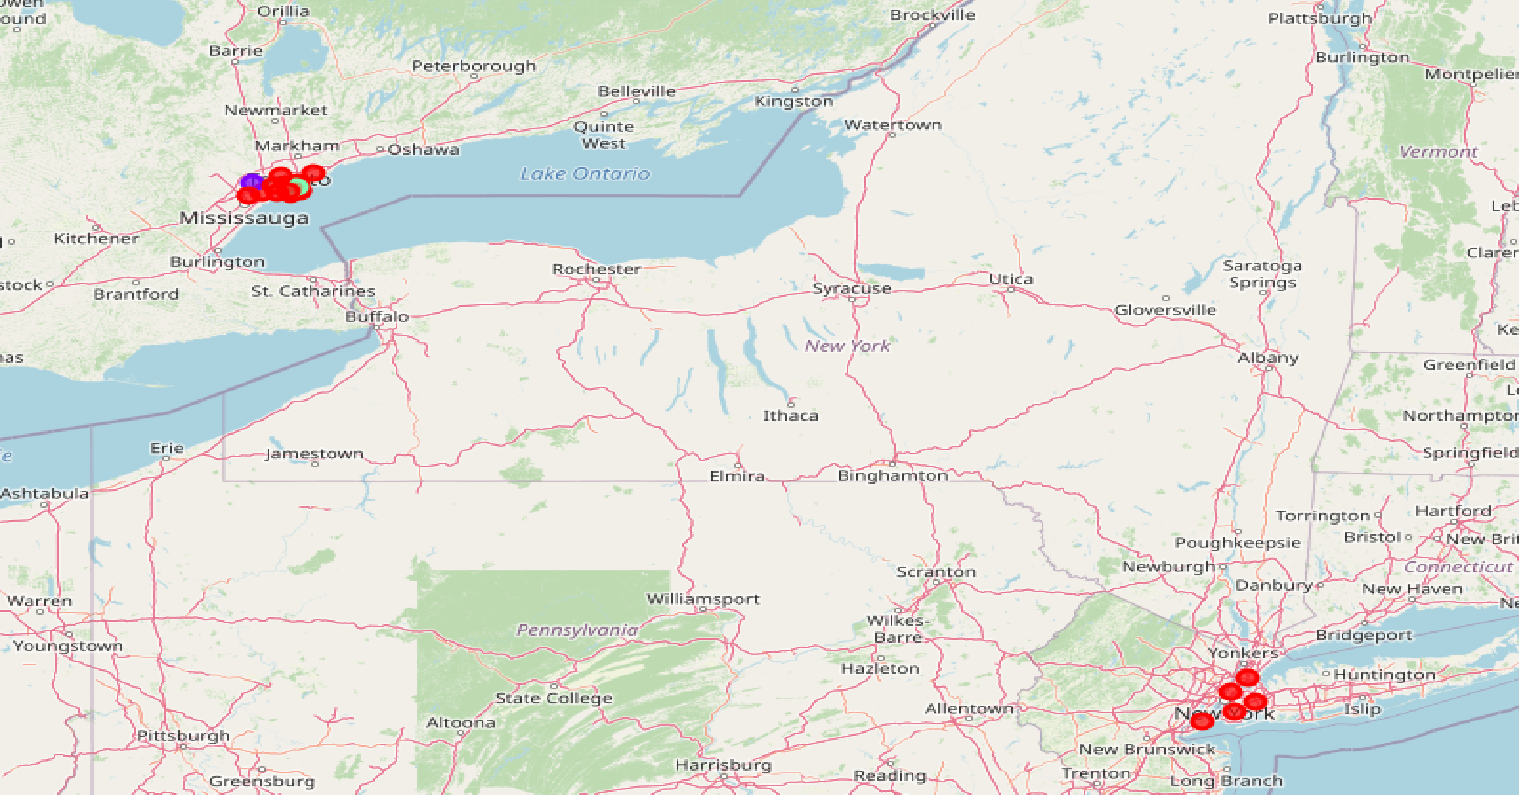 Orillia
Brockville
Plattsburgh
Barrie
Burlington
Peterborough
Montpelier
Belleville
Kingston
Newmarket
Quinte
West
Watertown
Markham
Oshawa
Vermont
Lake Ontario
Mississauga
Kitchener
Burlington
Rochester
Saratoga
Springs
Utica
Syracuse
St. Catharines
Brantford
Gloversville
Buffalo
New York
Albany
Greenfield
Ithaca
Northampton
Erie
Jamestown
Springfield
Elmira
Binghamton
Ashtabula
Hartford
Torrington
Bristol
New Brit
Poughkeepsie
Newburgh
Connecticut
Scranton
Danbury
New Haven
Warren
Williamsport
Wilkes-
Barre
Pennsylvania
Bridgeport
Youngstown
Yonkers
Hazleton
Huntington
State College
Allentown
Islip
New York
Altoona
Pittsburgh
New Brunswick
Harrisburg
Reading
Trenton
Long Branch
Greensburg